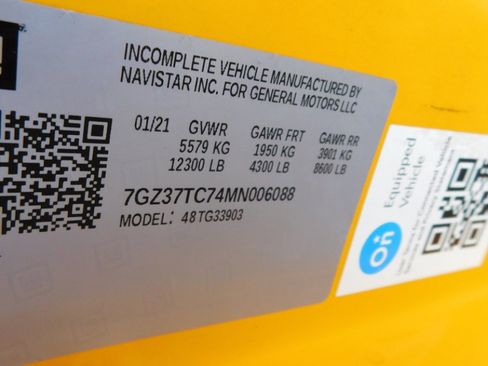 INCOMPLETE VEHICLE MANUFACTURED BY
NAVISTAR INC. FOR GENERAL MOTORS LLC
01/21 GVWR GAWR FRT GAWR RR
5579 KG 1950 KG 3901 KG
12300 LB 4300 LB 8600 LB
7GZ37TC74MN006088
MODEL: 48TG33903
on
Equipped
Vehicle